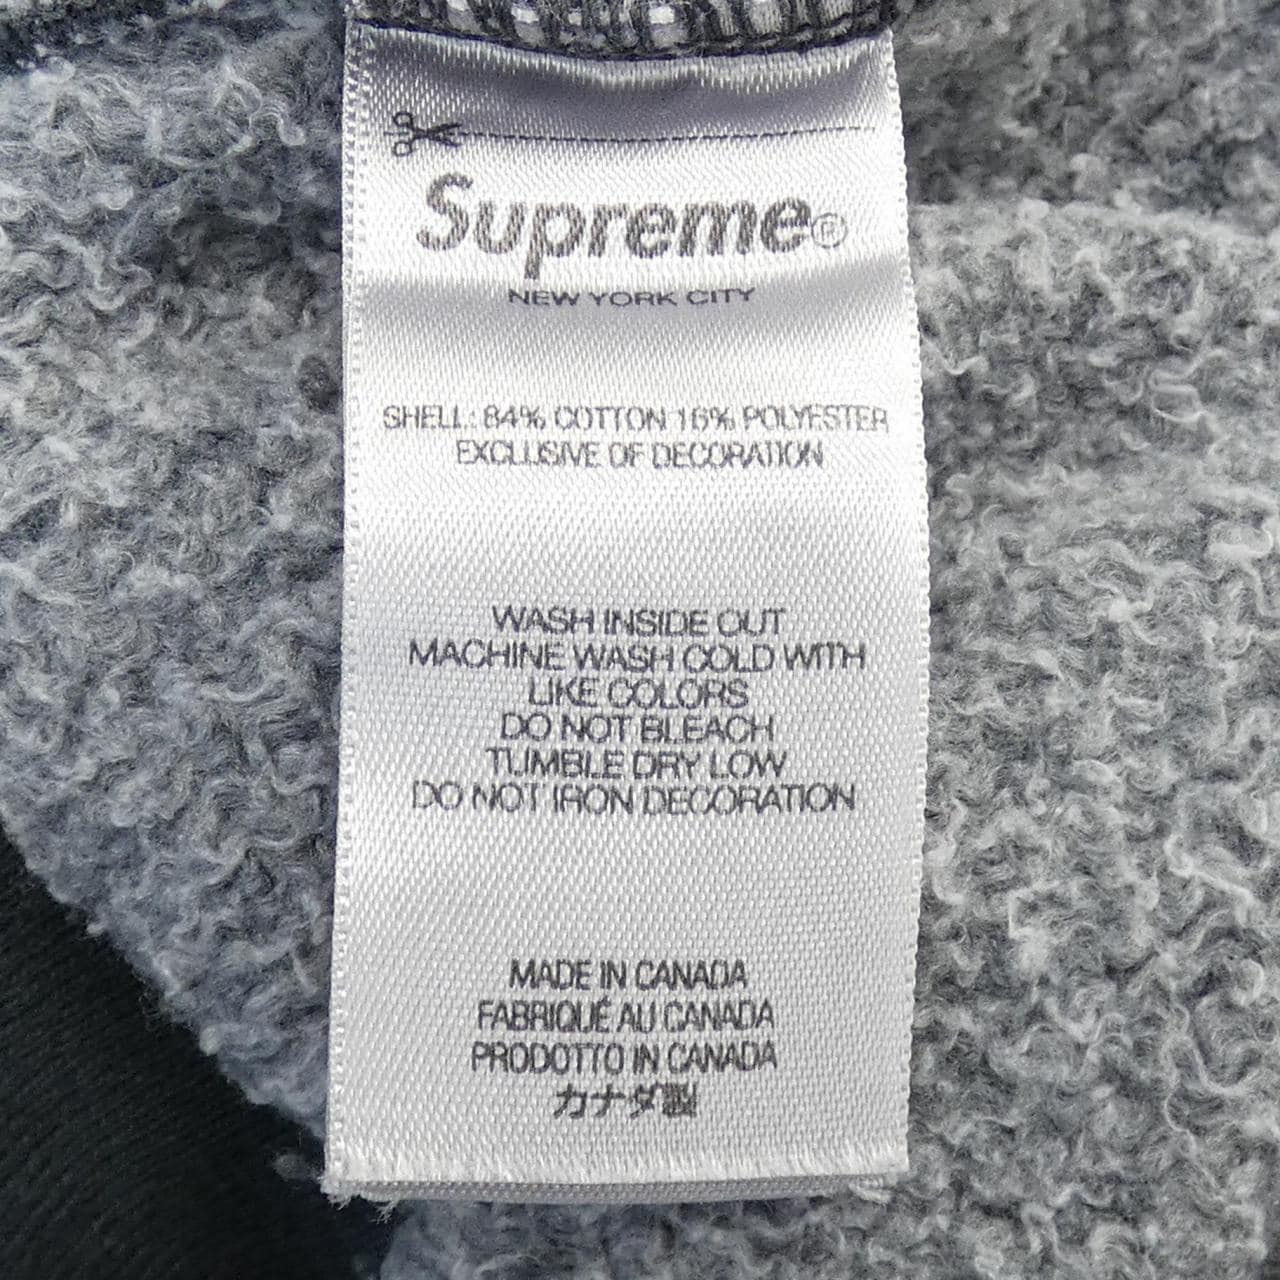 Supreme®
NEW YORK CITY
SHELL: 84% COTTON 16% POLYESTER
EXCLUSIVE OF DECORATION
WASH INSIDE OUT
MACHINE WASH COLD WITH
LIKE COLORS
DO NOT BLEACH
TUMBLE DRY LOW
DO NOT IRON DECORATION
MADE IN CANADA
FABRIQUÉ AU CANADA
PRODOTTO IN CANADA
カナダ製